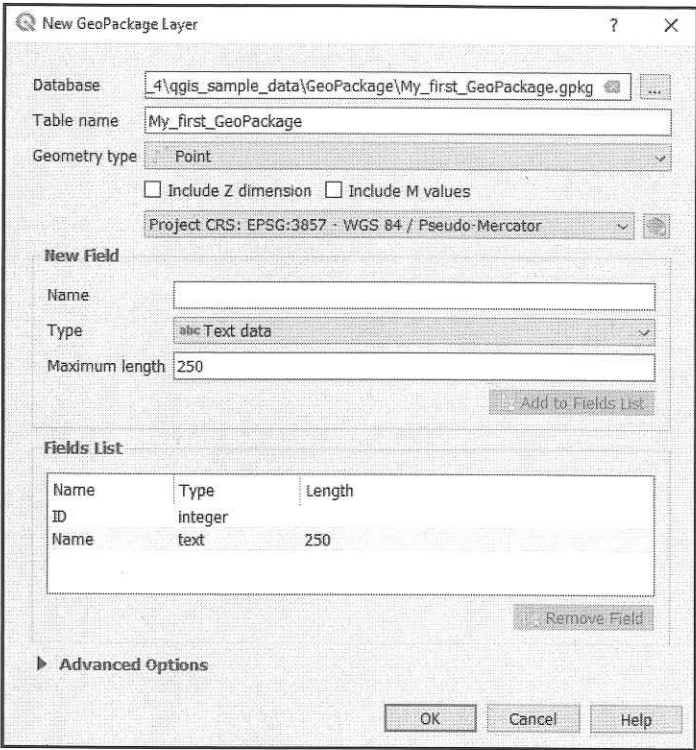 New GeoPackage Layer ? X
Database _4\qgis_sample_data\GeoPackage\My_first_GeoPackage.gpkg ...
Table name My_first_GeoPackage
Geometry type Point
Include Z dimension Include M values
Project CRS: EPSG:3857 - WGS 84 / Pseudo-Mercator
New Field
Name
Type abc Text data
Maximum length 250
Add to Fields List
Fields List
Name Type Length
ID integer
Name text 250
Remove Field
Advanced Options
OK Cancel Help